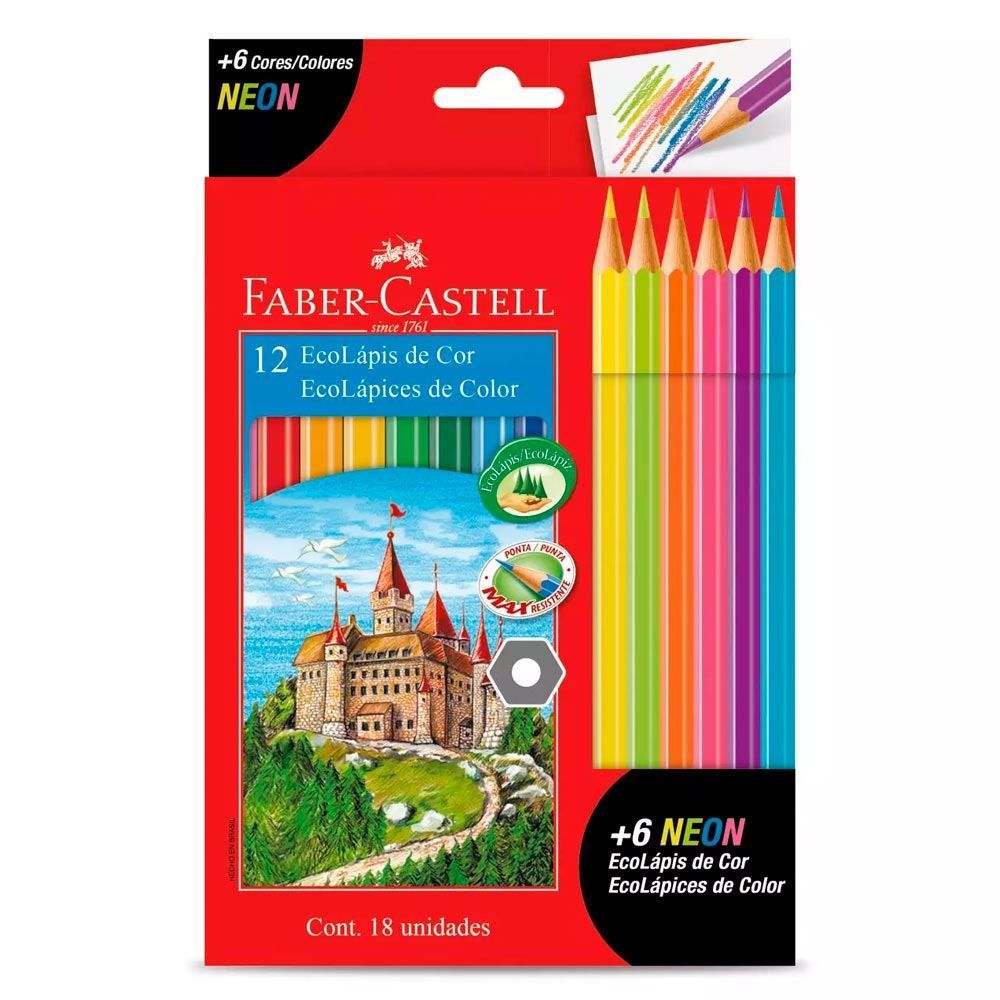 +6 Cores/Colores
NEON
FABER-CASTELL
since 1761
12 EcoLápis de Cor
EcoLápices de Color
EcoLápis/EcoLápiz
PONTA / PUNTA
MAX RESISTENTE
HECHO EN BRASIL
+6 NEON
EcoLápis de Cor
EcoLápices de Color
Cont. 18 unidades